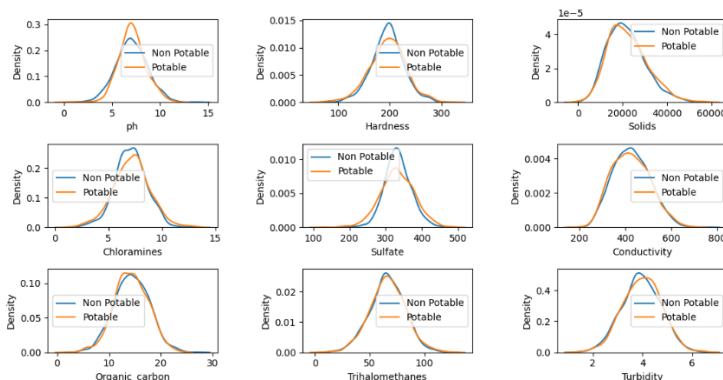 1e−5
0.3
0.2
0.1
0.0
Density
Non Potable
Potable
0 5 10 15
ph
0.015
0.010
0.005
0.000
Density
Non Potable
Potable
100 200 300
Hardness
4
2
0
Density
Non Potable
Potable
0 20000 40000 60000
Solids
0.2
0.1
0.0
Density
Non Potable
Potable
0 5 10 15
Chloramines
0.010
0.005
0.000
Density
Non Potable
Potable
100 200 300 400 500
Sulfate
0.004
0.002
0.000
Density
Non Potable
Potable
200 400 600 800
Conductivity
0.10
0.05
0.00
Density
Non Potable
Potable
0 10 20 30
Organic_carbon
0.02
0.01
0.00
Density
Non Potable
Potable
0 50 100
Trihalomethanes
0.4
0.2
0.0
Density
Non Potable
Potable
2 4 6
Turbidity